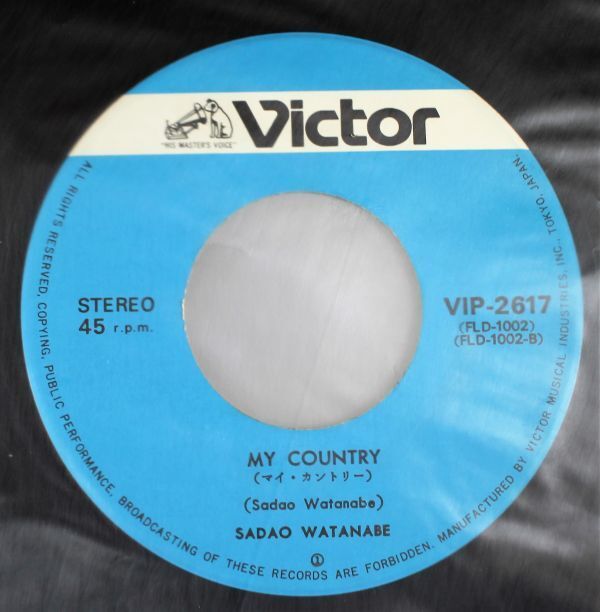 "HIS MASTER'S VOICE"
Victor
STEREO
45 r.p.m.
VIP-2617
(FLD-1002)
(FLD-1002-B)
MY COUNTRY
(マイ・カントリー)
(Sadao Watanabe)
SADAO WATANABE
①
ALL RIGHTS RESERVED, COPYING, PUBLIC PERFORMANCE, BROADCASTING OF THESE RECORDS ARE FORBIDDEN. MANUFACTURED BY VICTOR MUSICAL INDUSTRIES, INC., TOKYO, JAPAN.